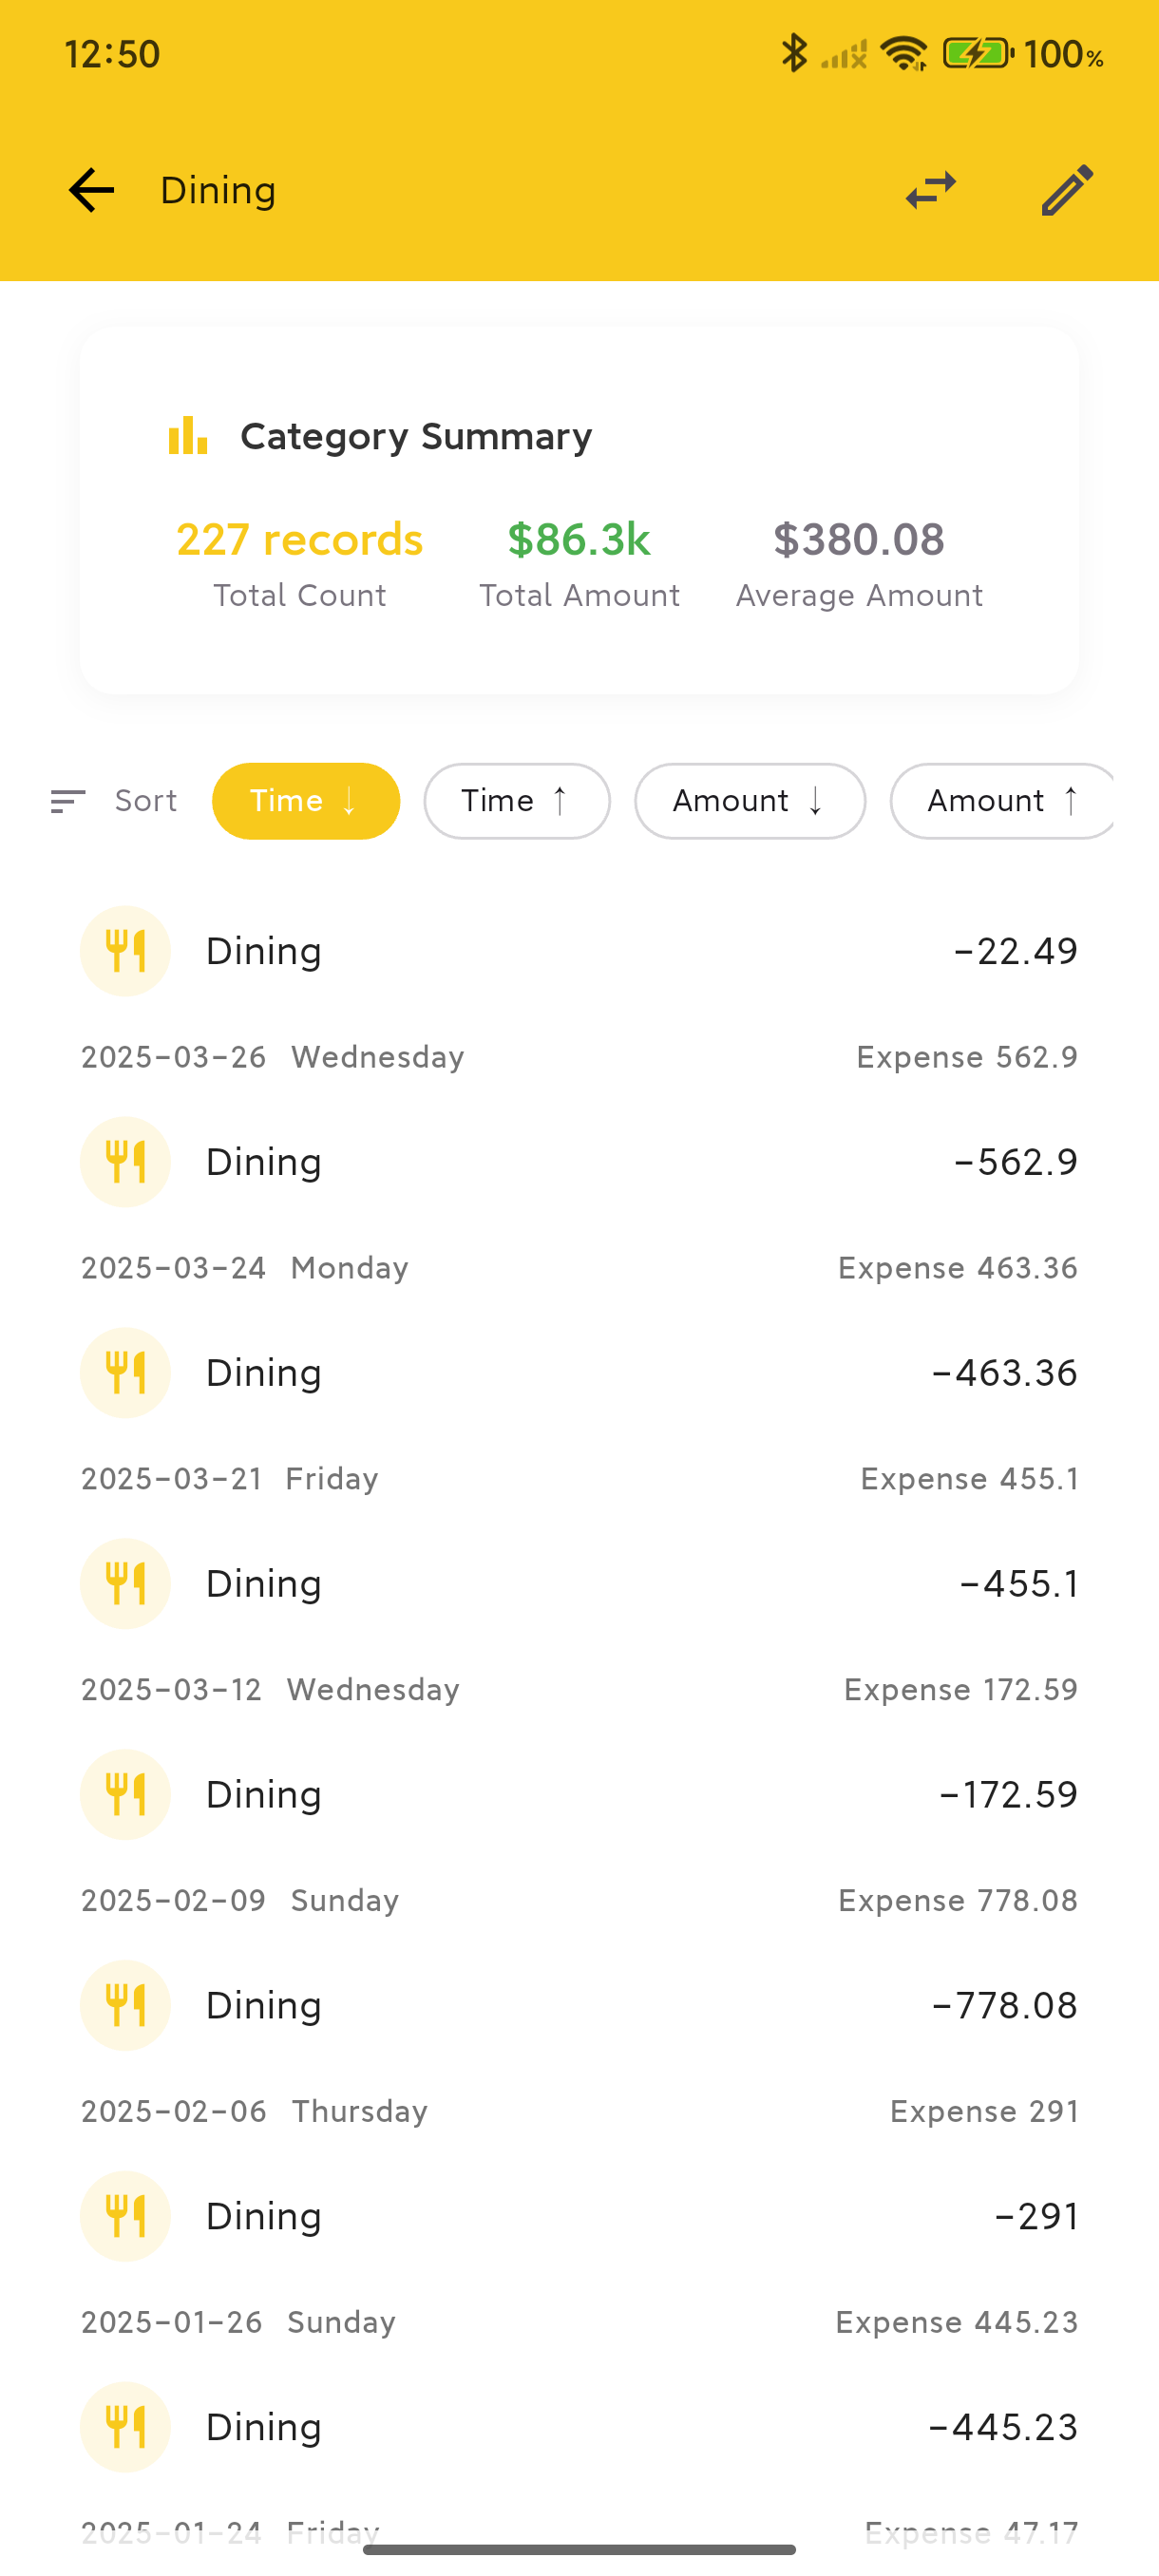 12:50 100%
Dining
Category Summary
227 records $86.3k $380.08
Total Count Total Amount Average Amount
Sort Time ↓ Time ↑ Amount ↓ Amount ↑
Dining -22.49
2025-03-26 Wednesday Expense 562.9
Dining -562.9
2025-03-24 Monday Expense 463.36
Dining -463.36
2025-03-21 Friday Expense 455.1
Dining -455.1
2025-03-12 Wednesday Expense 172.59
Dining -172.59
2025-02-09 Sunday Expense 778.08
Dining -778.08
2025-02-06 Thursday Expense 291
Dining -291
2025-01-26 Sunday Expense 445.23
Dining -445.23
2025-01-24 Friday Expense 47.17